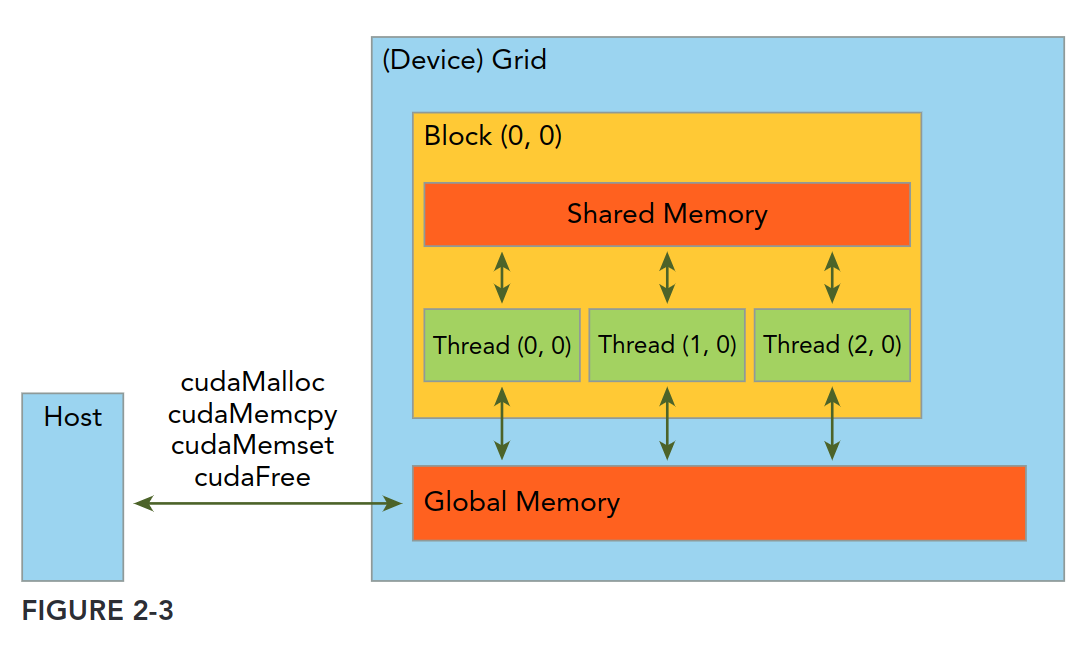 (Device) Grid
Block (0, 0)
Shared Memory
Thread (0, 0)
Thread (1, 0)
Thread (2, 0)
cudaMalloc
cudaMemcpy
cudaMemset
cudaFree
Host
Global Memory
FIGURE 2-3